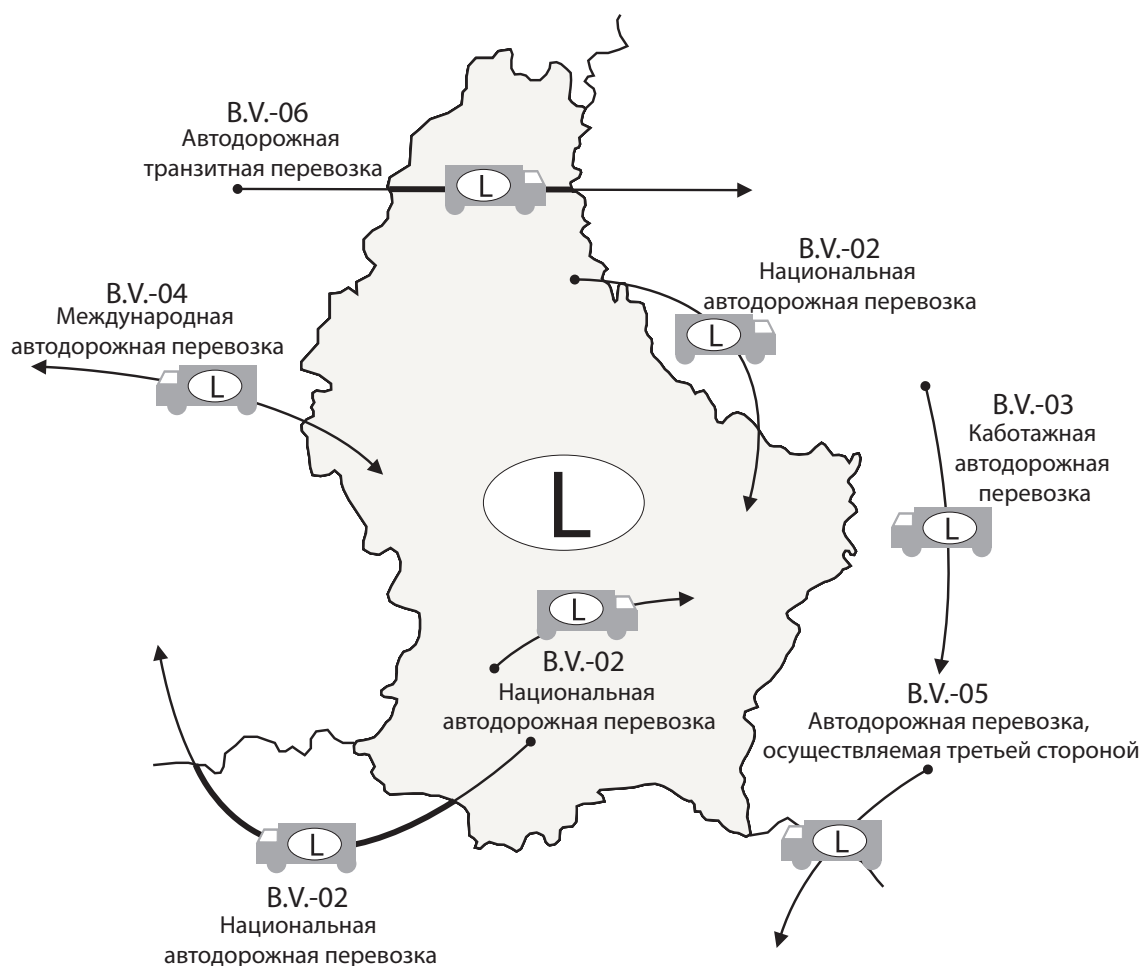 B.V.-06
Автодорожная
транзитная перевозка
L
B.V.-02
Национальная
автодорожная перевозка
L
B.V.-04
Международная
автодорожная перевозка
L
B.V.-03
Каботажная
автодорожная
перевозка
L
L
L
B.V.-02
Национальная
автодорожная перевозка
B.V.-05
Автодорожная перевозка,
осуществляемая третьей стороной
L
L
B.V.-02
Национальная
автодорожная перевозка